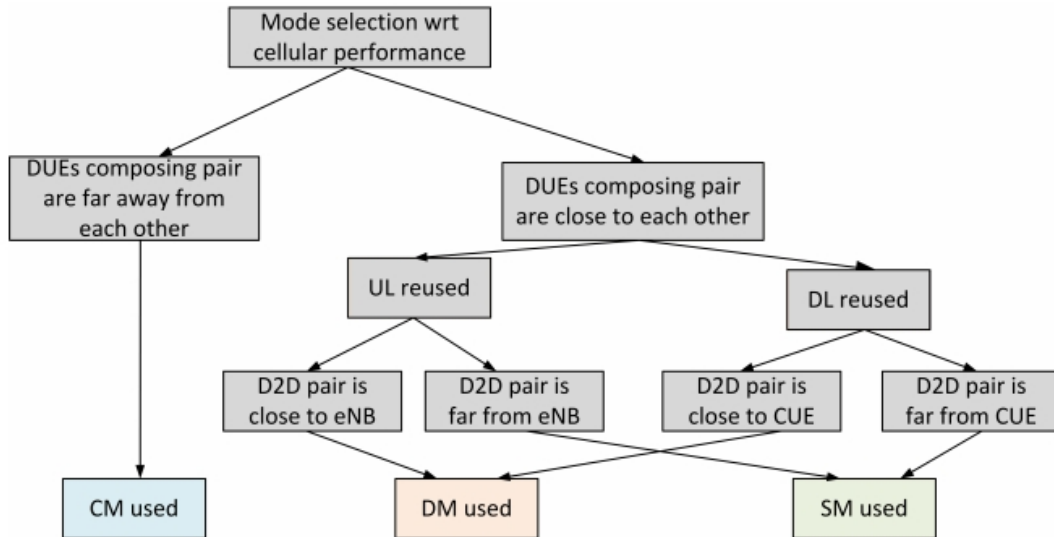 Mode selection wrt
cellular performance
DUEs composing pair
are far away from
each other
DUEs composing pair
are close to each other
UL reused
DL reused
D2D pair is
close to eNB
D2D pair is
far from eNB
D2D pair is
close to CUE
D2D pair is
far from CUE
CM used
DM used
SM used